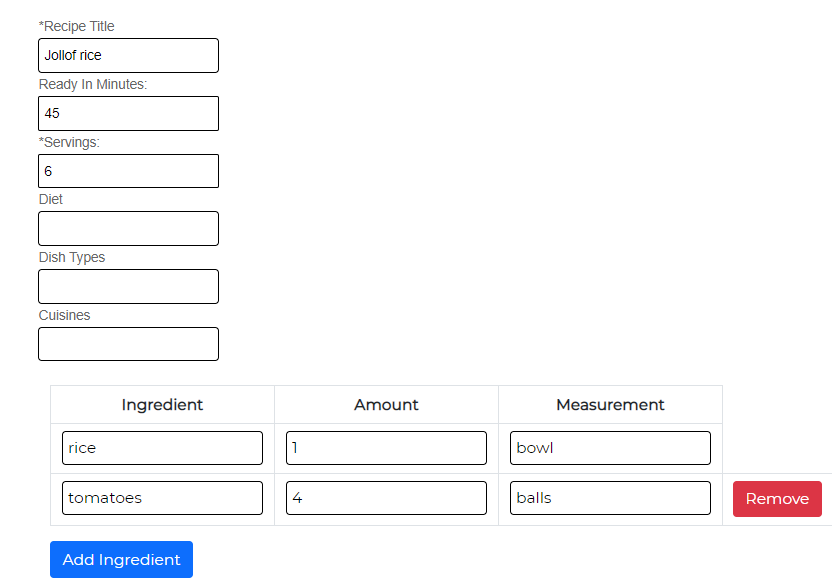 *Recipe Title
Jollof rice
Ready In Minutes:
45
*Servings:
6
Diet
Dish Types
Cuisines
Ingredient Amount Measurement
rice 1 bowl
tomatoes 4 balls Remove
Add Ingredient